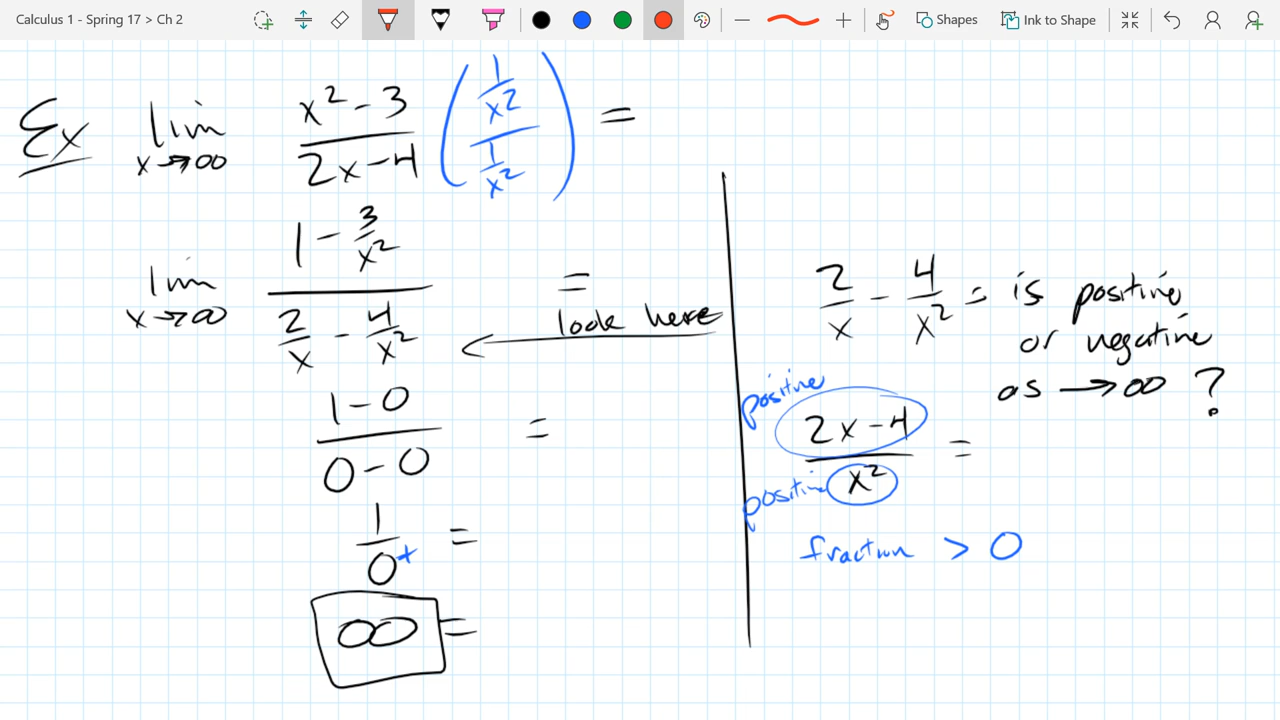 Calculus 1 - Spring 17 > Ch 2
Shapes
Ink to Shape
Ex lim x→∞ (x² - 3)/(2x - 4) ((1/x²)/(1/x²)) =
lim x→∞ (1 - 3/x²)/(2/x - 4/x²) =
look here
(1 - 0)/(0 - 0) =
1/0⁺ =
∞ =
2/x - 4/x² = is positive
or negative
as → ∞ ?
positive
(2x - 4)/x² =
positive
fraction > 0